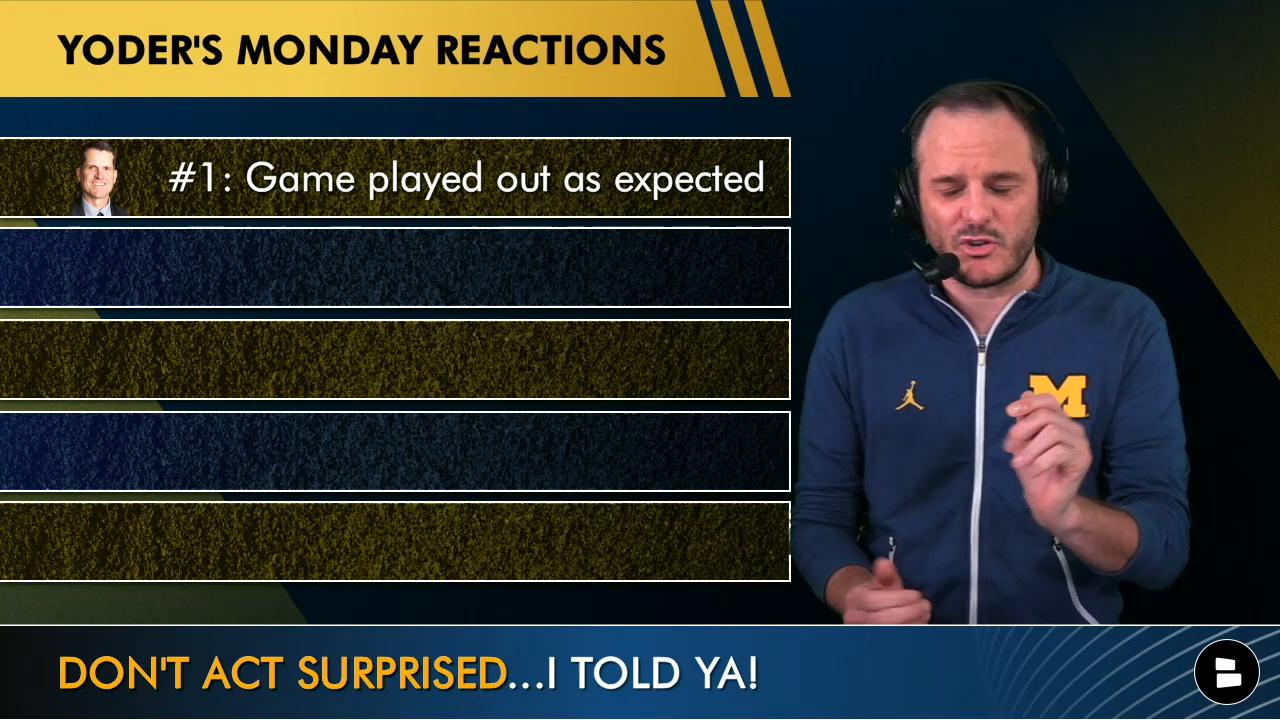 YODER'S MONDAY REACTIONS
#1: Game played out as expected
M
DON'T ACT SURPRISED...I TOLD YA!